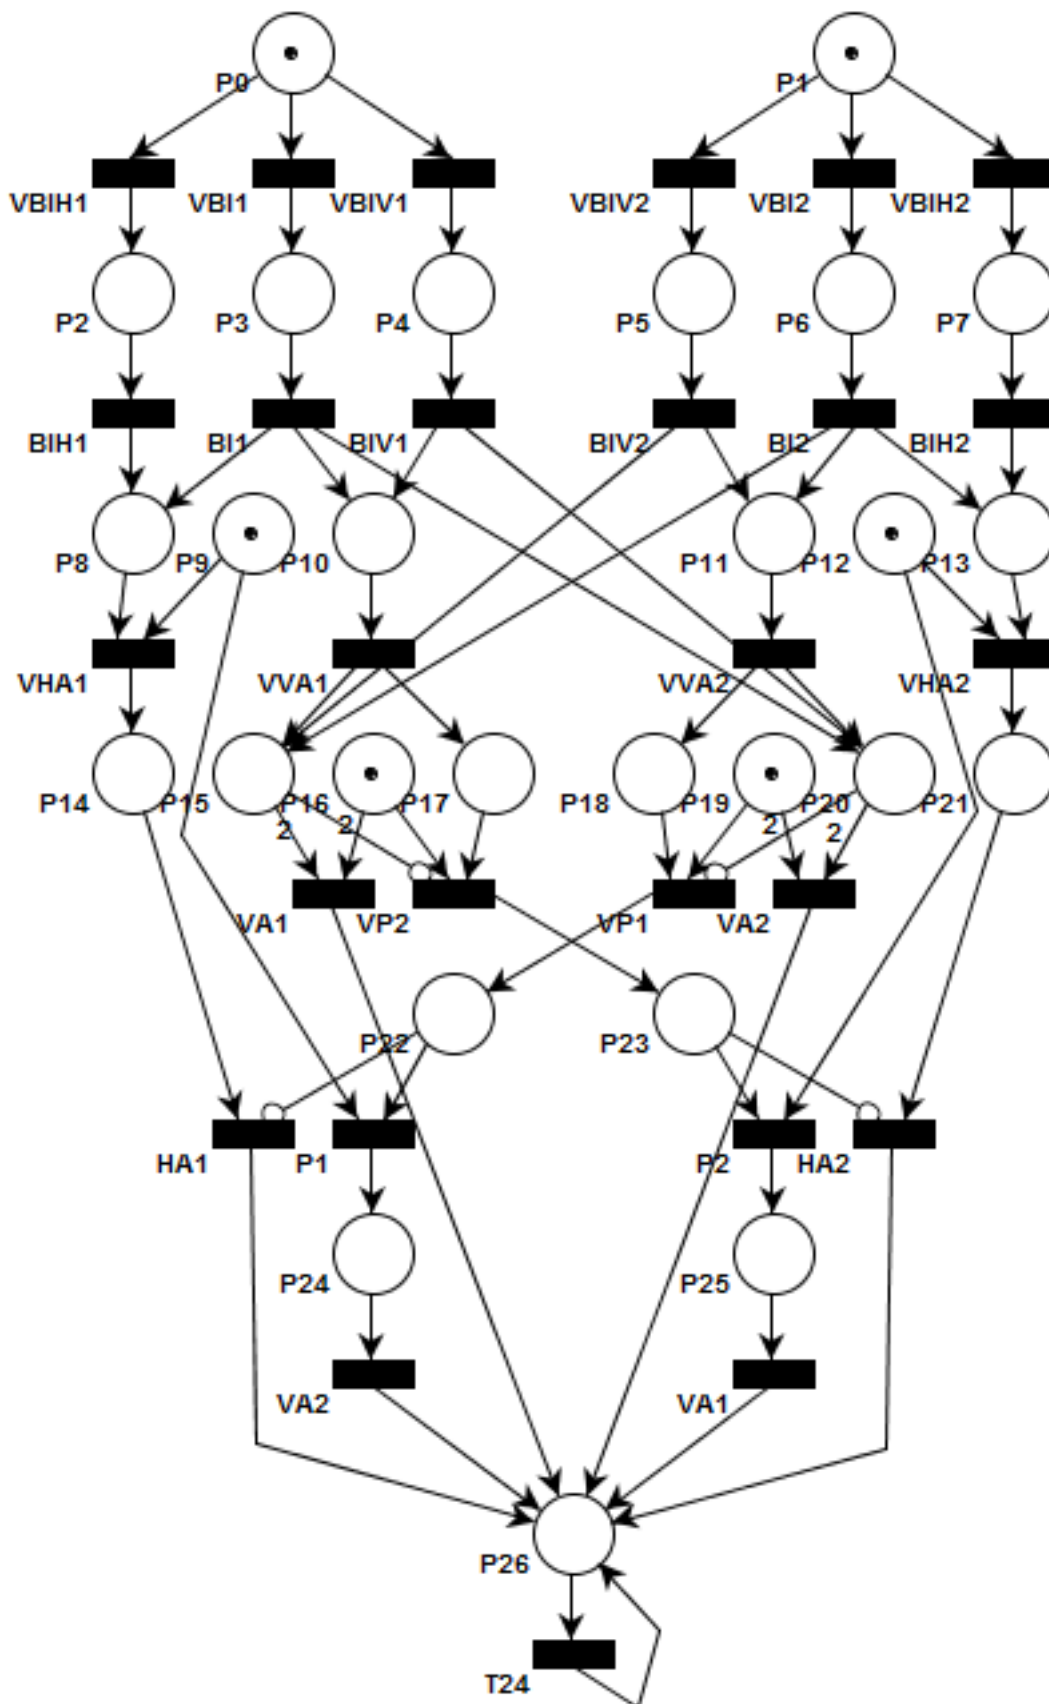 P0 P1
VBIH1 VBI1 VBIV1 VBIV2 VBI2 VBIH2
P2 P3 P4 P5 P6 P7
BIH1 BI1 BIV1 BIV2 BI2 BIH2
P8 P9 P10 P11 P12 P13
VHA1 VVA1 VVA2 VHA2
P14 P15 P16 P17 P18 P19 P20 P21
2 2 2 2
VA1 VP2 VP1 VA2
P22 P23
HA1 P1 P2 HA2
P24 P25
VA2 VA1
P26
T24